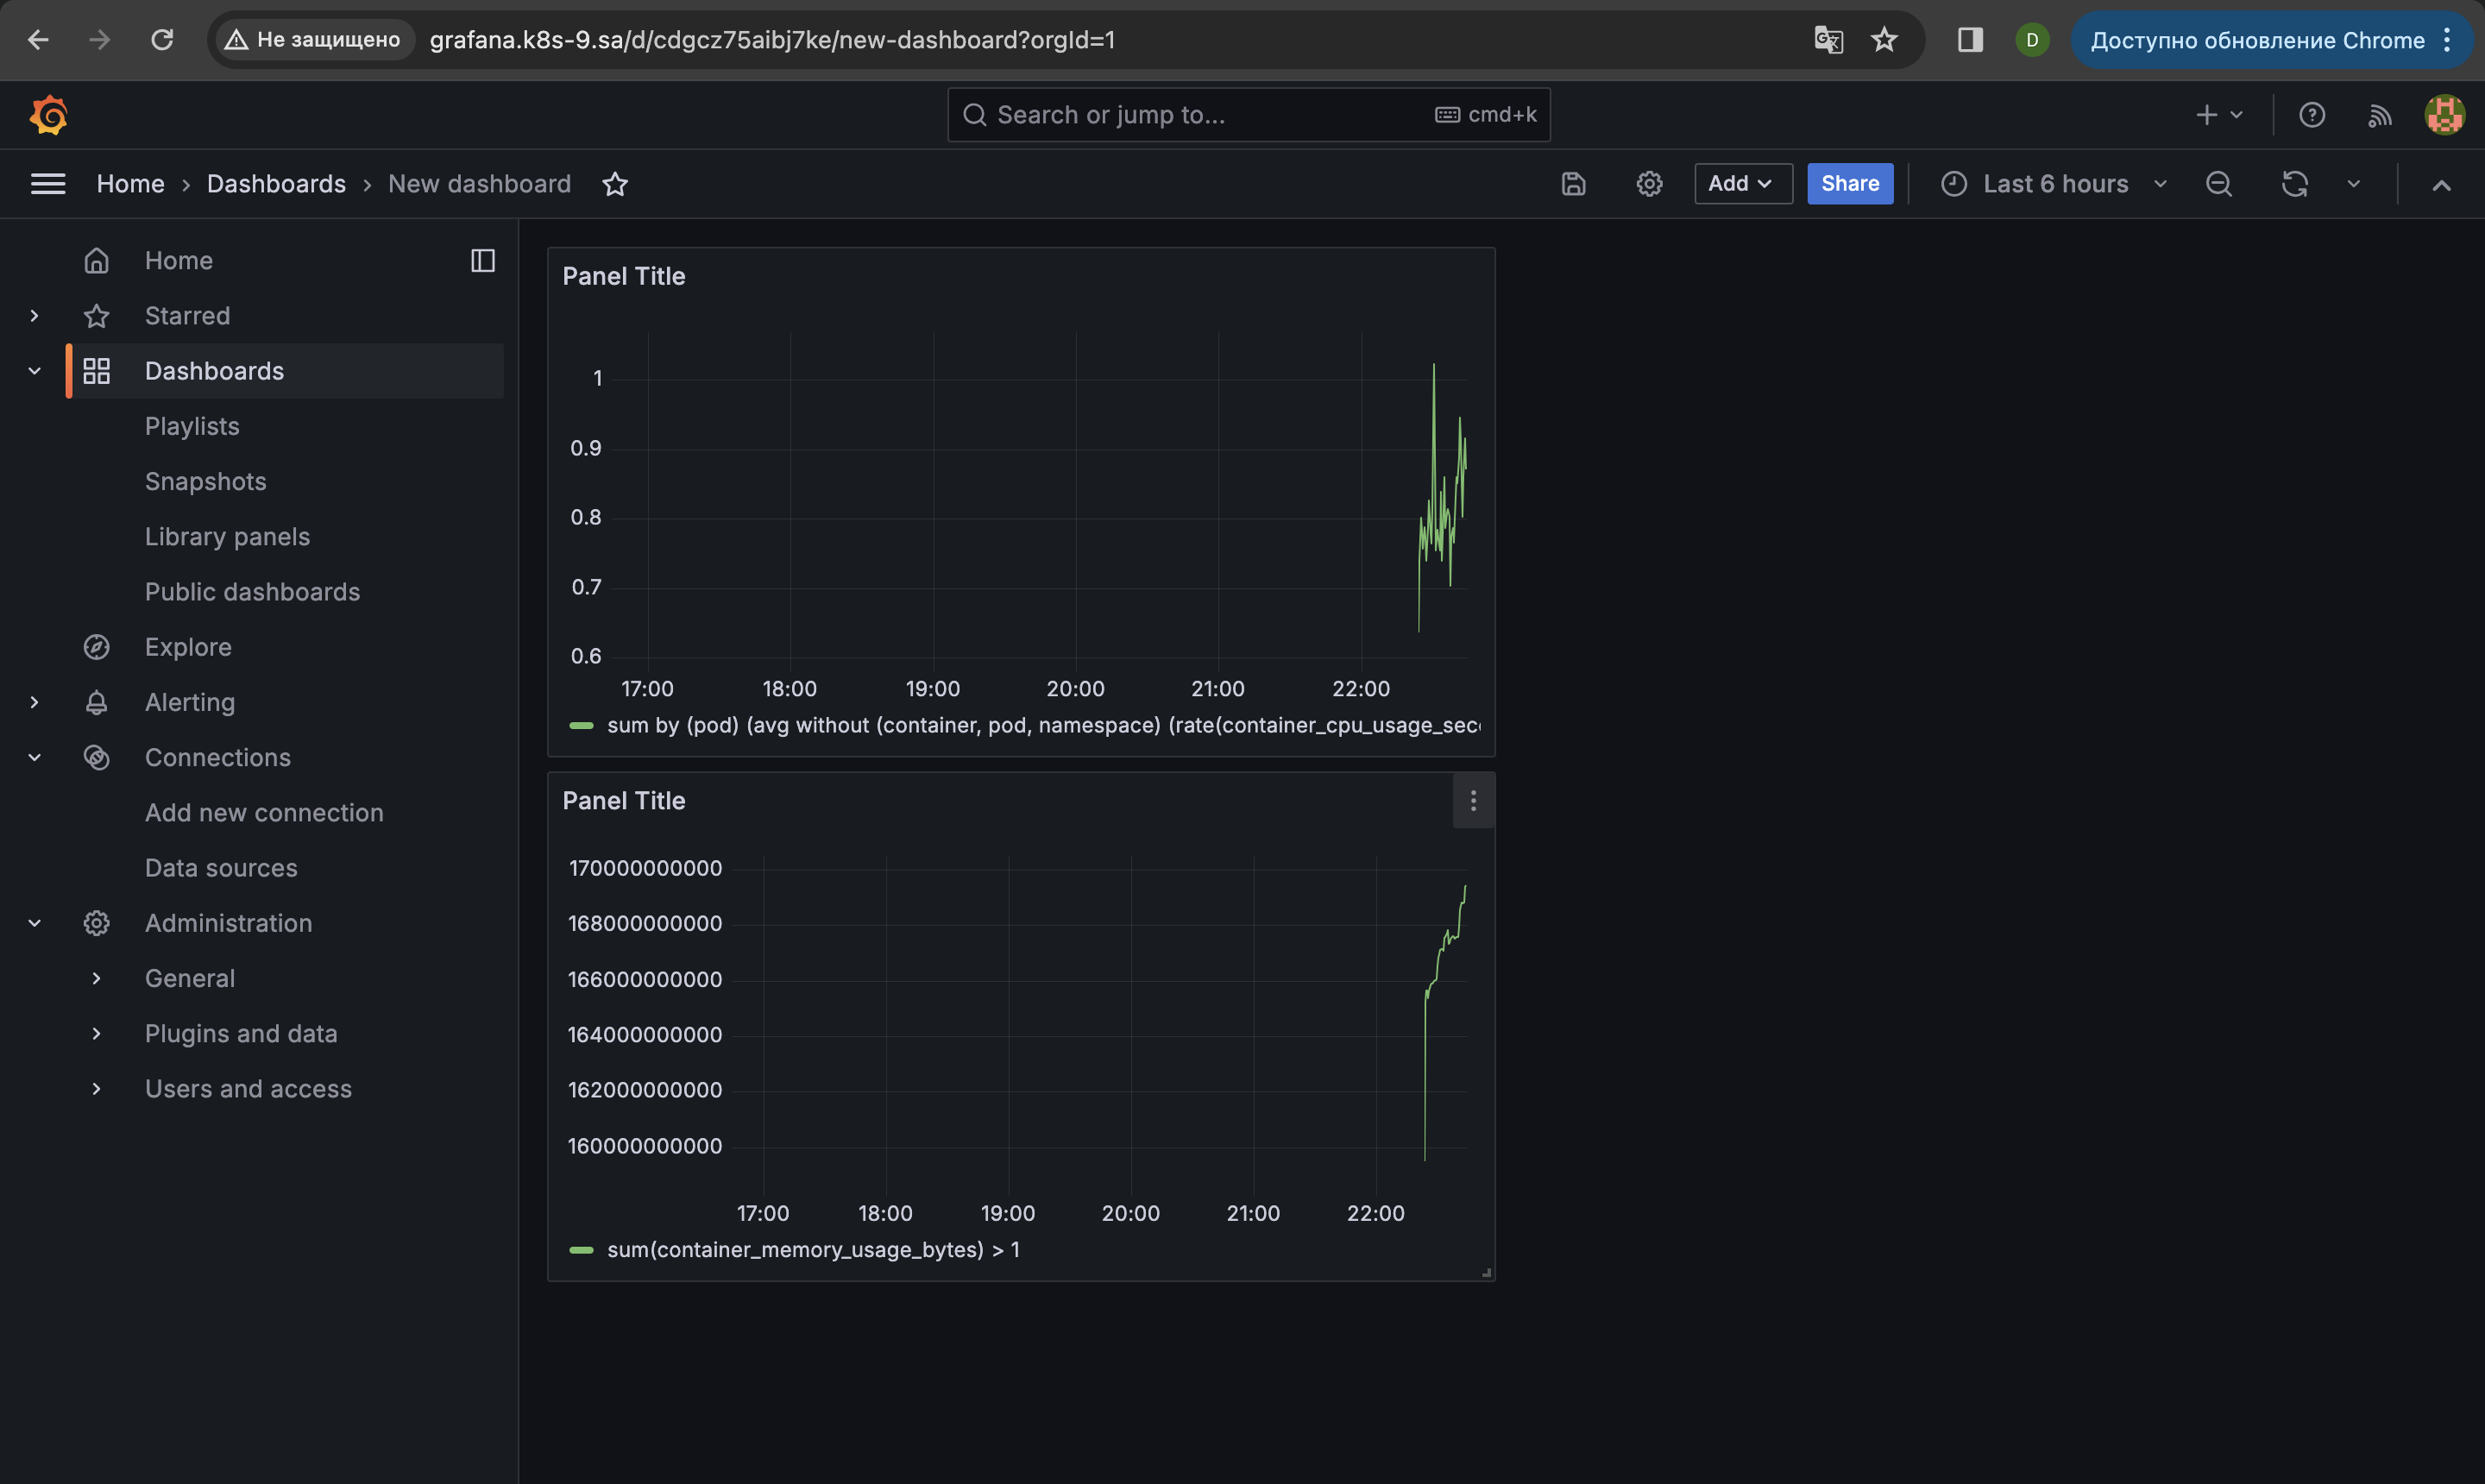 Не защищено
grafana.k8s-9.sa/d/cdgcz75aibj7ke/new-dashboard?orgId=1
D
Доступно обновление Chrome
Search or jump to...
cmd+k
Home › Dashboards › New dashboard
Add
Share
Last 6 hours
Home
Starred
Dashboards
Playlists
Snapshots
Library panels
Public dashboards
Explore
Alerting
Connections
Add new connection
Data sources
Administration
General
Plugins and data
Users and access
Panel Title
1
0.9
0.8
0.7
0.6
17:00 18:00 19:00 20:00 21:00 22:00
sum by (pod) (avg without (container, pod, namespace) (rate(container_cpu_usage_sec
Panel Title
170000000000
168000000000
166000000000
164000000000
162000000000
160000000000
17:00 18:00 19:00 20:00 21:00 22:00
sum(container_memory_usage_bytes) > 1